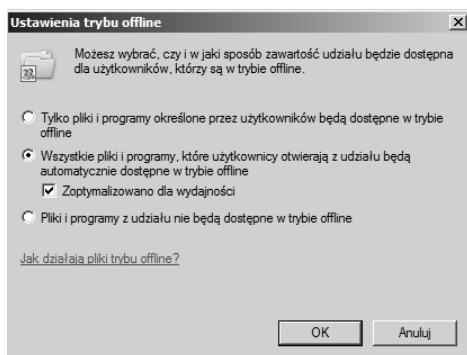 Ustawienia trybu offline
Możesz wybrać, czy i w jaki sposób zawartość udziału będzie dostępna
dla użytkowników, którzy są w trybie offline.
Tylko pliki i programy określone przez użytkowników będą dostępne w trybie
offline
Wszystkie pliki i programy, które użytkownicy otwierają z udziału będą
automatycznie dostępne w trybie offline
Zoptymalizowano dla wydajności
Pliki i programy z udziału nie będą dostępne w trybie offline
Jak działają pliki trybu offline?
OK Anuluj